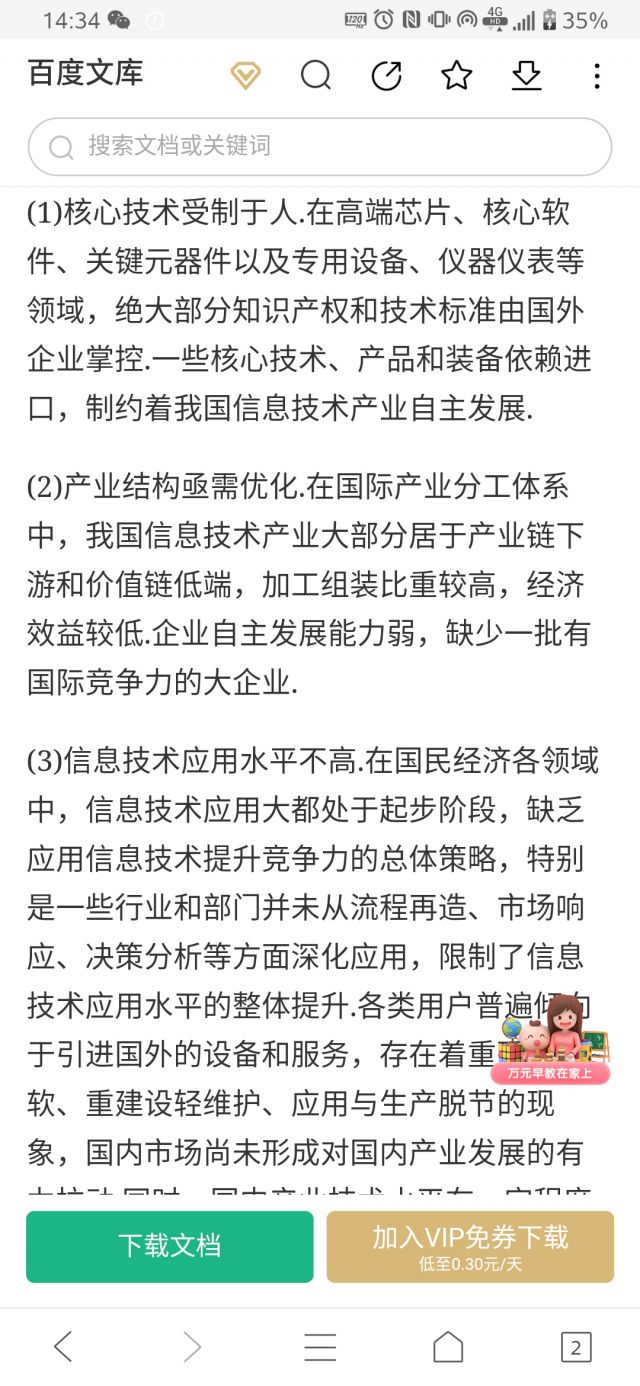 14:34
120
Hz
4G
HD
35%
百度文库
搜索文档或关键词
(1)核心技术受制于人.在高端芯片、核心软
件、关键元器件以及专用设备、仪器仪表等
领域，绝大部分知识产权和技术标准由国外
企业掌控.一些核心技术、产品和装备依赖进
口，制约着我国信息技术产业自主发展.
(2)产业结构亟需优化.在国际产业分工体系
中，我国信息技术产业大部分居于产业链下
游和价值链低端，加工组装比重较高，经济
效益较低.企业自主发展能力弱，缺少一批有
国际竞争力的大企业.
(3)信息技术应用水平不高.在国民经济各领域
中，信息技术应用大都处于起步阶段，缺乏
应用信息技术提升竞争力的总体策略，特别
是一些行业和部门并未从流程再造、市场响
应、决策分析等方面深化应用，限制了信息
技术应用水平的整体提升.各类用户普遍倾向
于引进国外的设备和服务，存在着重
万元早教在家上
软、重建设轻维护、应用与生产脱节的现
象，国内市场尚未形成对国内产业发展的有
下载文档
加入VIP免券下载
低至0.30元/天
2